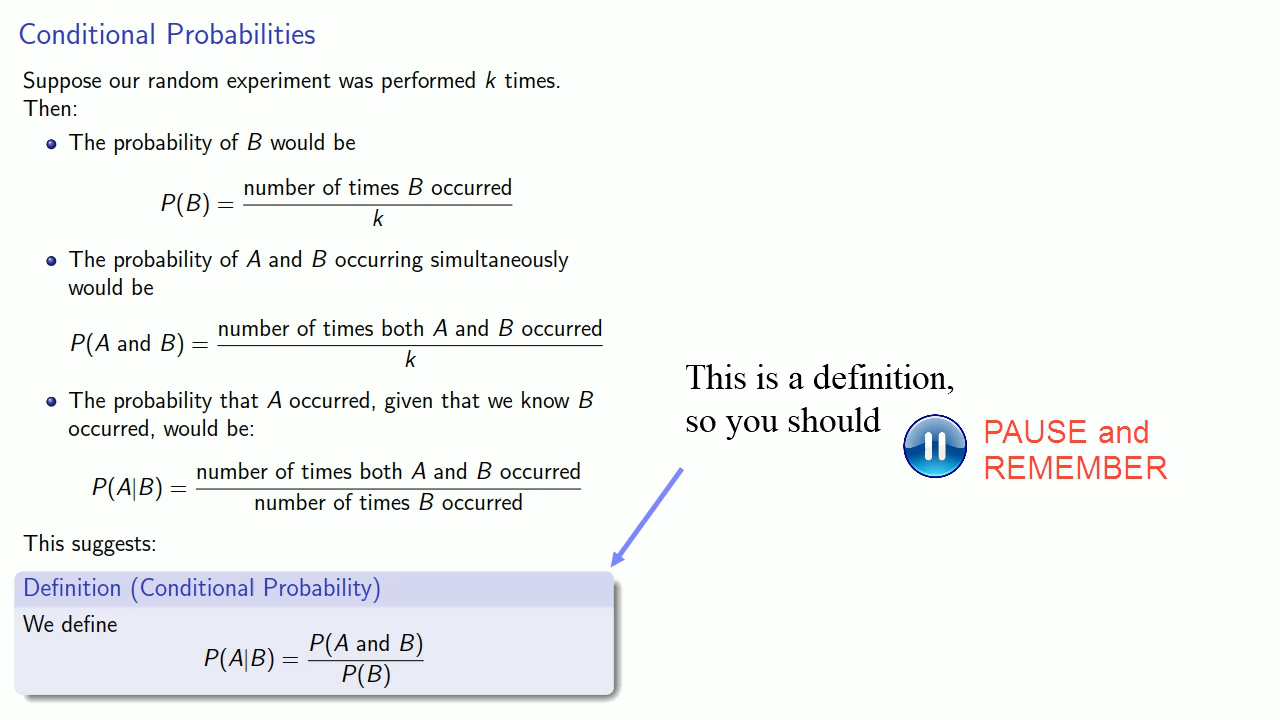 Conditional Probabilities
Suppose our random experiment was performed k times.
Then:
The probability of B would be
P(B) = number of times B occurred / k
The probability of A and B occurring simultaneously
would be
P(A and B) = number of times both A and B occurred / k
The probability that A occurred, given that we know B
occurred, would be:
P(A|B) = number of times both A and B occurred / number of times B occurred
This suggests:
Definition (Conditional Probability)
We define
P(A|B) = P(A and B) / P(B)
This is a definition,
so you should
PAUSE and
REMEMBER